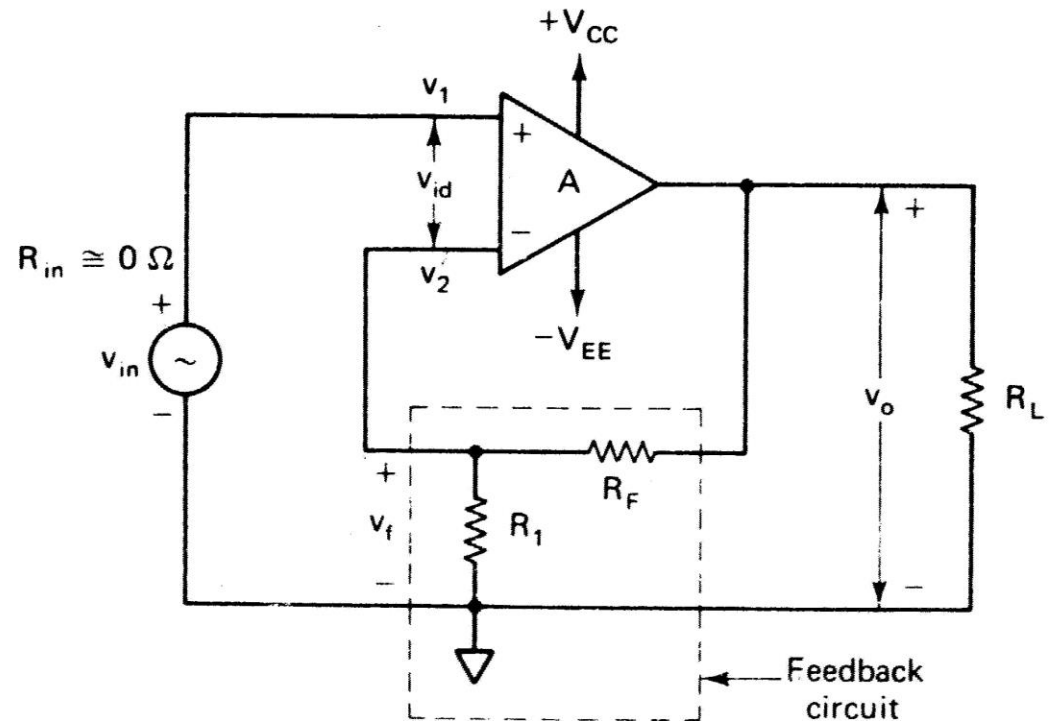 +V_CC
v_1
+
A
v_id
−
v_2
−V_EE
R_in ≅ 0 Ω
+
v_in
∼
−
+
v_o
−
R_L
R_F
+
v_f
−
R_1
Feedback
circuit